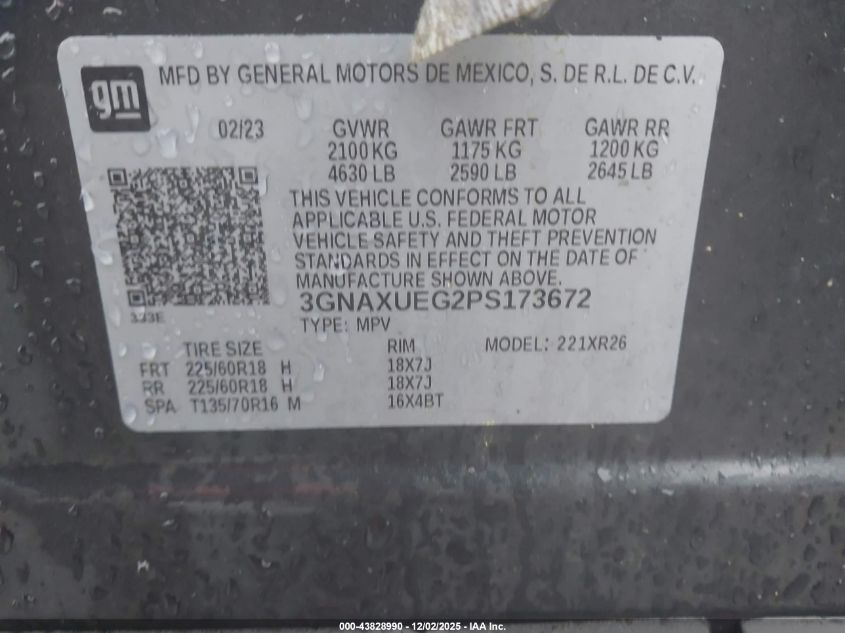 gm
MFD BY GENERAL MOTORS DE MEXICO, S. DE R.L. DE C.V.
02/23 GVWR GAWR FRT GAWR RR
2100 KG 1175 KG 1200 KG
4630 LB 2590 LB 2645 LB
THIS VEHICLE CONFORMS TO ALL
APPLICABLE U.S. FEDERAL MOTOR
VEHICLE SAFETY AND THEFT PREVENTION
STANDARDS IN EFFECT ON THE DATE OF
MANUFACTURE SHOWN ABOVE.
3GNAXUEG2PS173672
333E
TYPE: MPV
TIRE SIZE RIM MODEL: 221XR26
FRT 225/60R18 H 18X7J
RR 225/60R18 H 18X7J
SPA T135/70R16 M 16X4BT
000-43828990 - 12/02/2025 - IAA Inc.